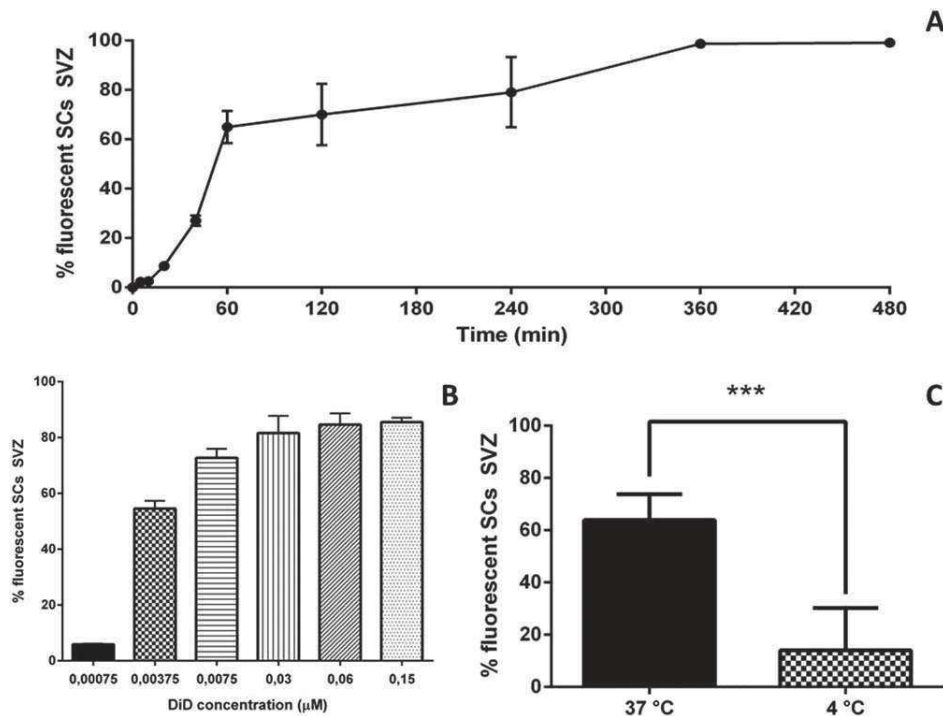 A
% fluorescent SCs SVZ
100
80
60
40
20
0
0 60 120 180 240 300 360 420 480
Time (min)
B
% fluorescent SCs SVZ
100
80
60
40
20
0
0,00075 0,00375 0,0075 0,03 0,06 0,15
DiD concentration (µM)
C
***
% fluorescent SCs SVZ
100
80
60
40
20
0
37 °C 4 °C